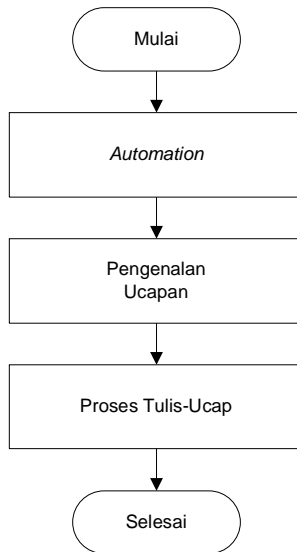 Mulai
Automation
Pengenalan
Ucapan
Proses Tulis-Ucap
Selesai